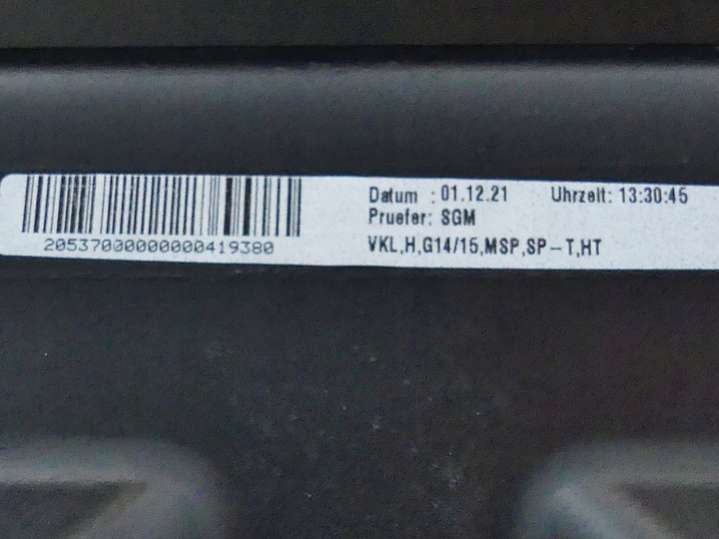 Datum : 01.12.21 Uhrzeit: 13:30:45
Pruefer: SGM
20537000000000419380
VKL,H,G14/15,MSP,SP-T,HT